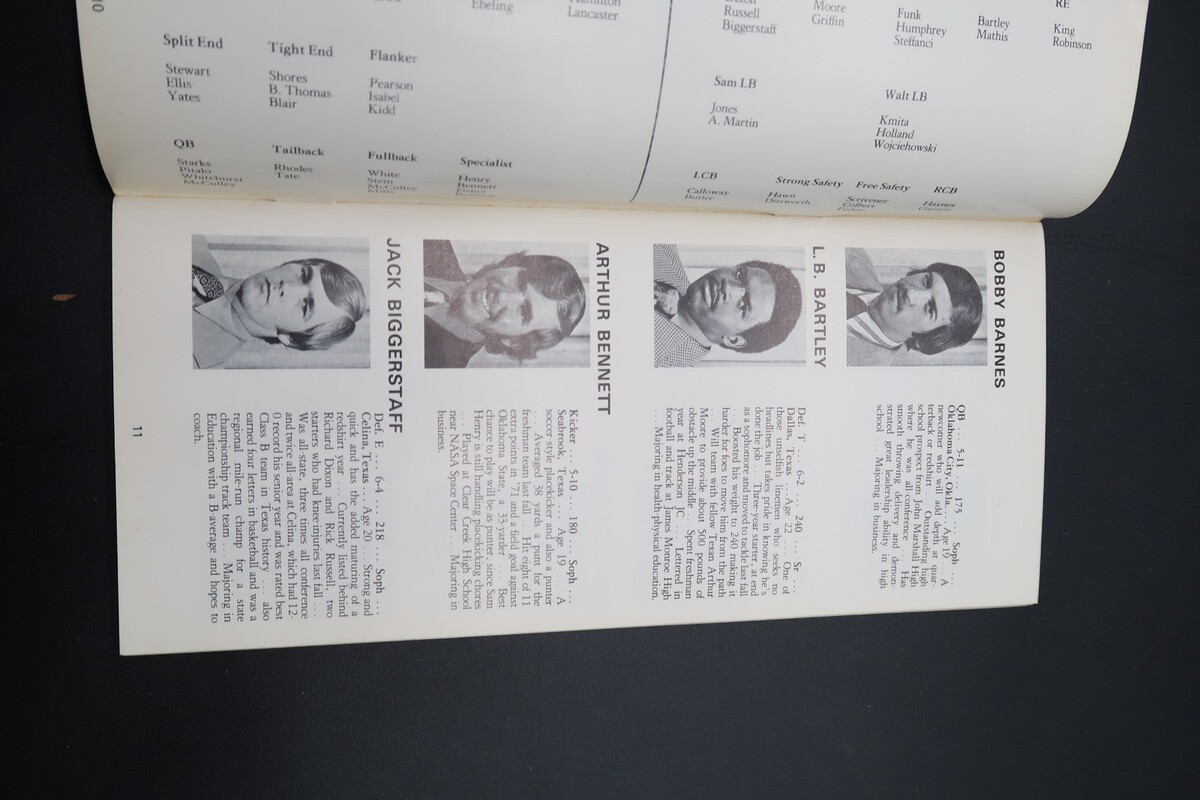 10
Ebeling
Hamilton
Lancaster
Split End
Stewart
Ellis
Yates
Tight End
Shores
B. Thomas
Blair
Flanker
Pearson
Isabel
Kidd
QB
Starks
Pitalo
Whitehurst
McCulley
Tailback
Rhodes
Tate
Fullback
White
Stein
McCulley
Mills
Specialist
Henry
Bennett
Fisher
Russell
Biggerstaff
Moore
Griffin
Funk
Humphrey
Steffanci
Bartley
Mathis
RE
King
Robinson
Sam LB
Jones
A. Martin
Walt LB
Kmita
Holland
Wojciehowski
LCB
Calloway
Butler
Strong Safety
Hawn
Ditsworth
Free Safety
Scrivener
Colbert
RCB
Haynes
BOBBY BARNES
QB ... 5-11 ... 175 ... Soph ...
Oklahoma City, Okla. ... Age 19 ... A
newcomer who will add depth at quar-
terback or redshirt ... Outstanding high
school prospect from John Marshall High
where he was all-conference ... Has
smooth throwing delivery and demon-
strated great leadership ability in high
school ... Majoring in business.
L. B. BARTLEY
Def. T ... 6-2 ... 240 ... Sr ...
Dallas, Texas ... Age 22 ... One of
those unselfish linemen who seeks no
headlines but takes pride in knowing he's
done the job ... Three-year starter, at end
as a sophomore and moved to tackle last fall
... Boosted his weight to 240 making it
harder for foes to move him from the path
... Will team with fellow Texan Arthur
Moore to provide about 500 pounds of
obstacle up the middle ... Spent freshman
year at Henderson JC ... Lettered in
football and track at James Monroe High
... Majoring in health-physical education.
ARTHUR BENNETT
Kicker ... 5-10 ... 180 ... Soph ...
Seabrook, Texas ... Age 19 ... A
soccer-style placekicker and also a punter
... Averaged 38 yards a punt for the
freshman team last fall ... Hit eight of 11
extra points in '71 and a field goal against
Oklahoma State, a 33-yarder ... Best
chance to play will be as punter, since Sam
Henry is still handling placekicking chores
... Played at Clear Creek High School
near NASA Space Center ... Majoring in
business.
JACK BIGGERSTAFF
Def. E ... 6-4 ... 218 ... Soph ...
Celina, Texas ... Age 20 ... Strong and
quick and has the added maturing of a
redshirt year ... Currently listed behind
Richard Dixon and Rick Russell, two
starters who had knee injuries last fall ...
Was all-state, three times all conference
and twice all-area at Celina, which had 12-
0 record his senior year and was rated best
Class B team in Texas history ... also
earned four letters in basketball and was a
regional mile-run champ for a state
championship track team ... Majoring in
Education with a B average and hopes to
coach.
11